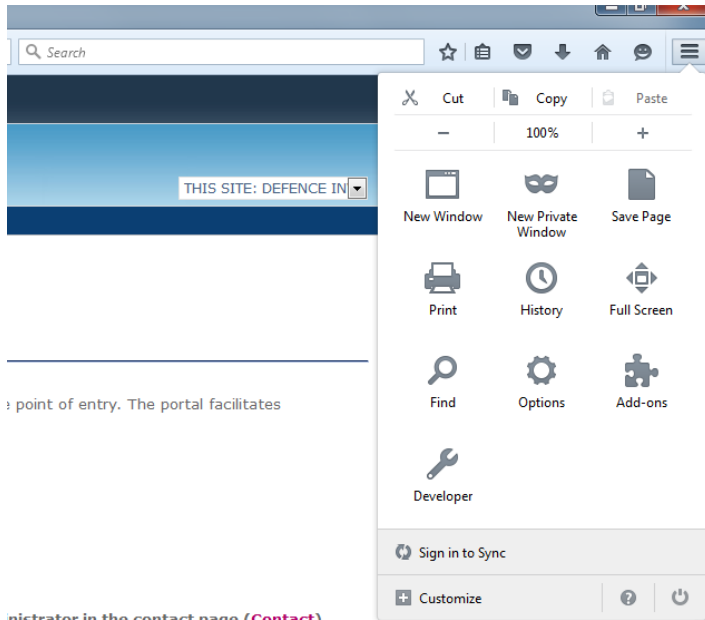 Search
Cut Copy Paste
100%
THIS SITE: DEFENCE IN
New Window New Private Window Save Page
Print History Full Screen
e point of entry. The portal facilitates
Find Options Add-ons
Developer
Sign in to Sync
Customize
nistrator in the contact page (Contact)